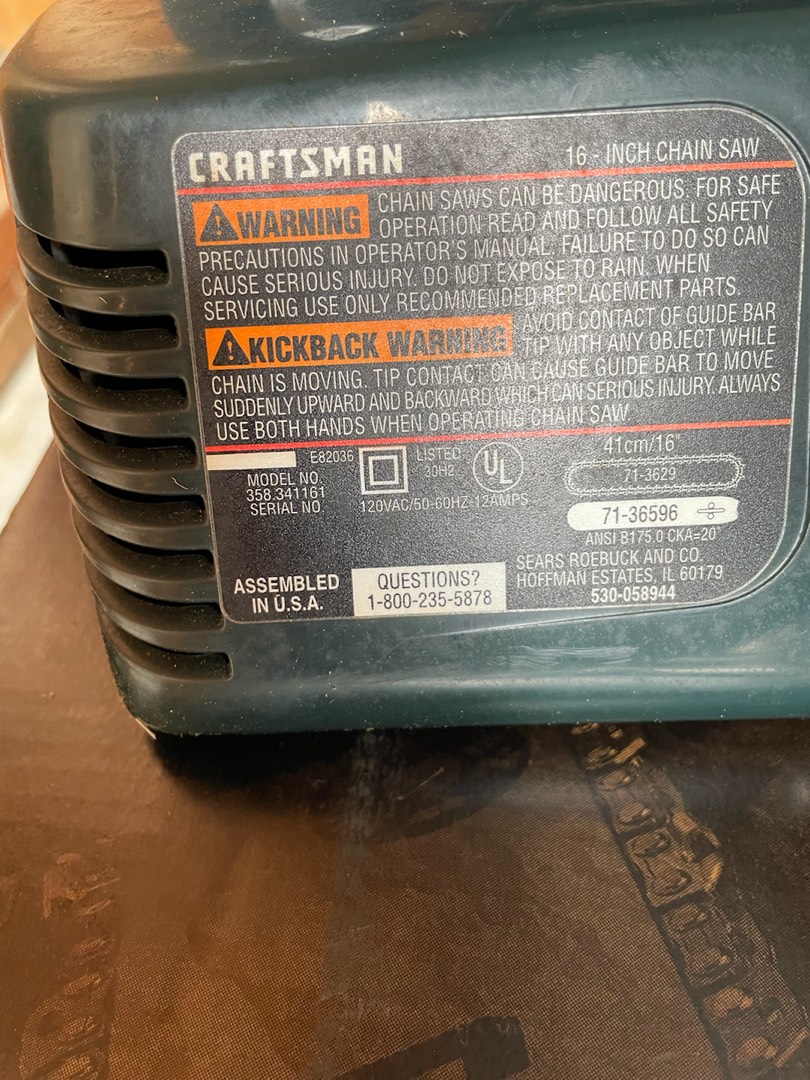 CRAFTSMAN
16 - INCH CHAIN SAW
WARNING
CHAIN SAWS CAN BE DANGEROUS. FOR SAFE
OPERATION READ AND FOLLOW ALL SAFETY
PRECAUTIONS IN OPERATOR'S MANUAL. FAILURE TO DO SO CAN
CAUSE SERIOUS INJURY. DO NOT EXPOSE TO RAIN. WHEN
SERVICING USE ONLY RECOMMENDED REPLACEMENT PARTS.
KICKBACK WARNING
AVOID CONTACT OF GUIDE BAR
TIP WITH ANY OBJECT WHILE
CHAIN IS MOVING. TIP CONTACT CAN CAUSE GUIDE BAR TO MOVE
SUDDENLY UPWARD AND BACKWARD WHICH CAN SERIOUS INJURY. ALWAYS
USE BOTH HANDS WHEN OPERATING CHAIN SAW
E82036
MODEL NO.
358.341161
SERIAL NO.
LISTED
30H2
UL
120VAC/50-60HZ-12AMPS
41cm/16"
71-3629
71-36596
ANSI B175.0 CKA=20°
ASSEMBLED
IN U.S.A.
QUESTIONS?
1-800-235-5878
SEARS ROEBUCK AND CO.
HOFFMAN ESTATES, IL 60179
530-058944